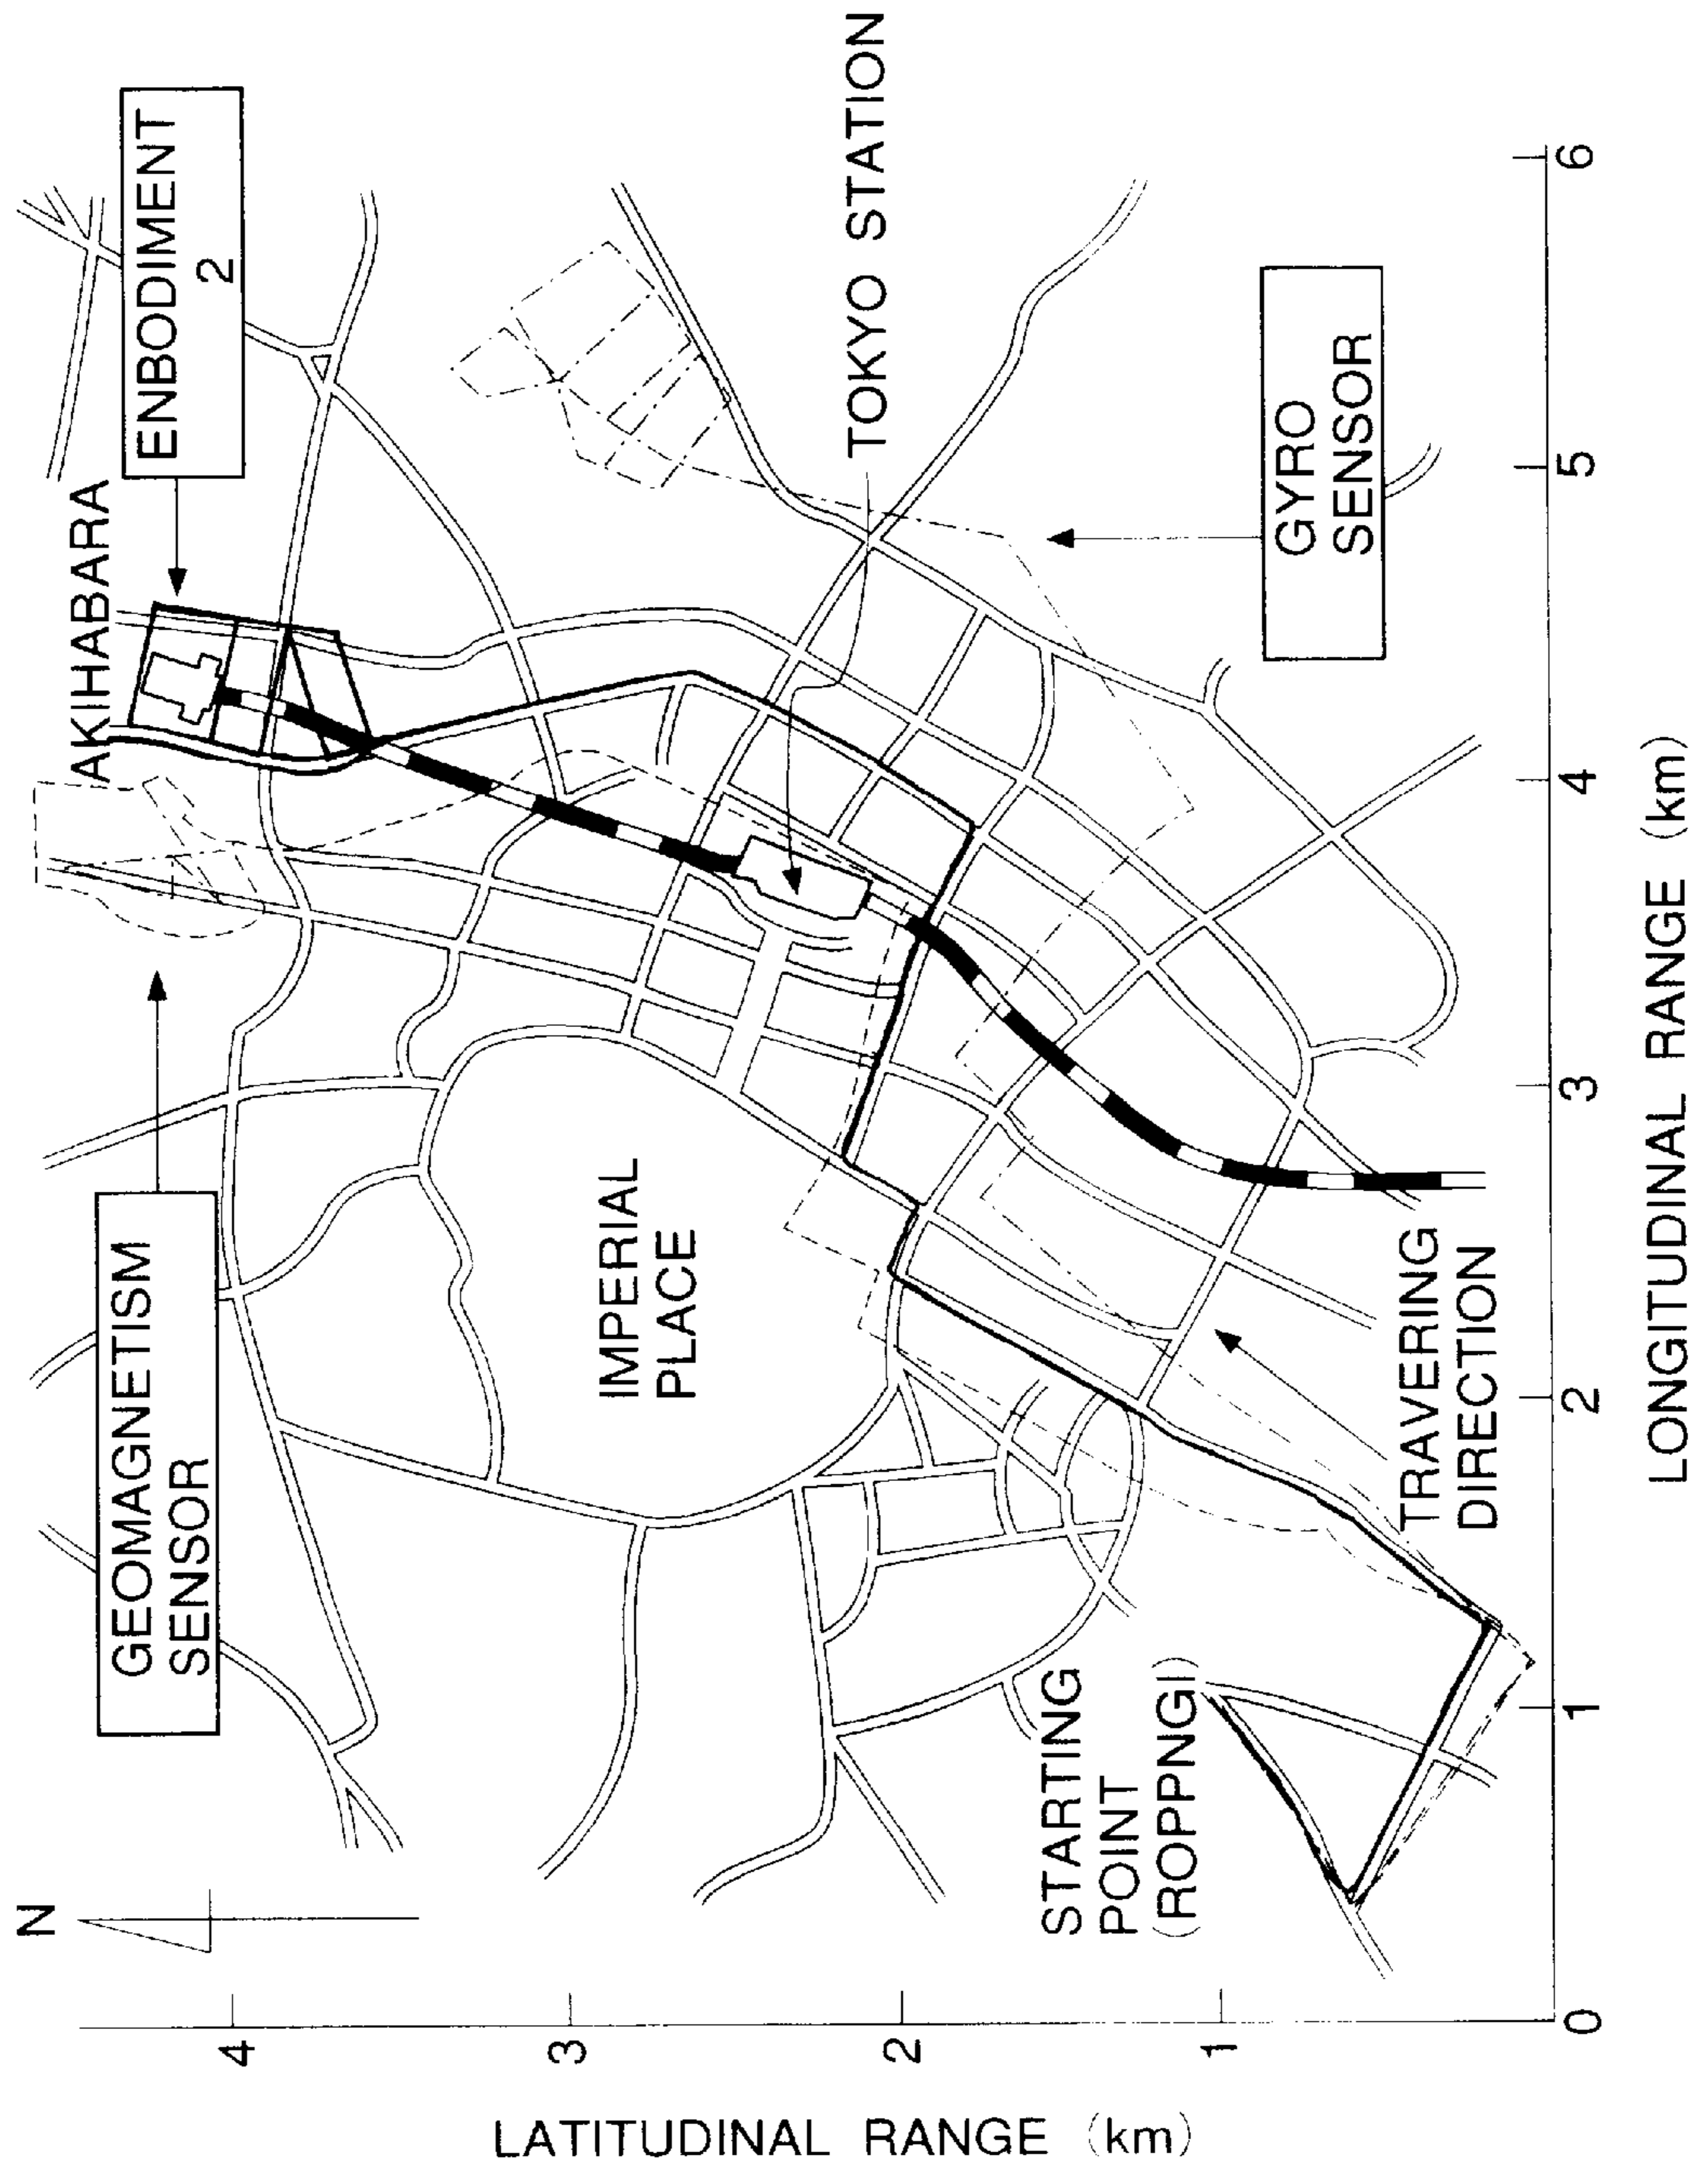 N
AKIHABARA
ENBODIMENT
2
GEOMAGNETISM
SENSOR
IMPERIAL
PLACE
TOKYO STATION
GYRO
SENSOR
STARTING
POINT
(ROPPNGI)
TRAVERING
DIRECTION
4
3
2
1
0
1
2
3
4
5
6
LATITUDINAL RANGE (km)
LONGITUDINAL RANGE (km)